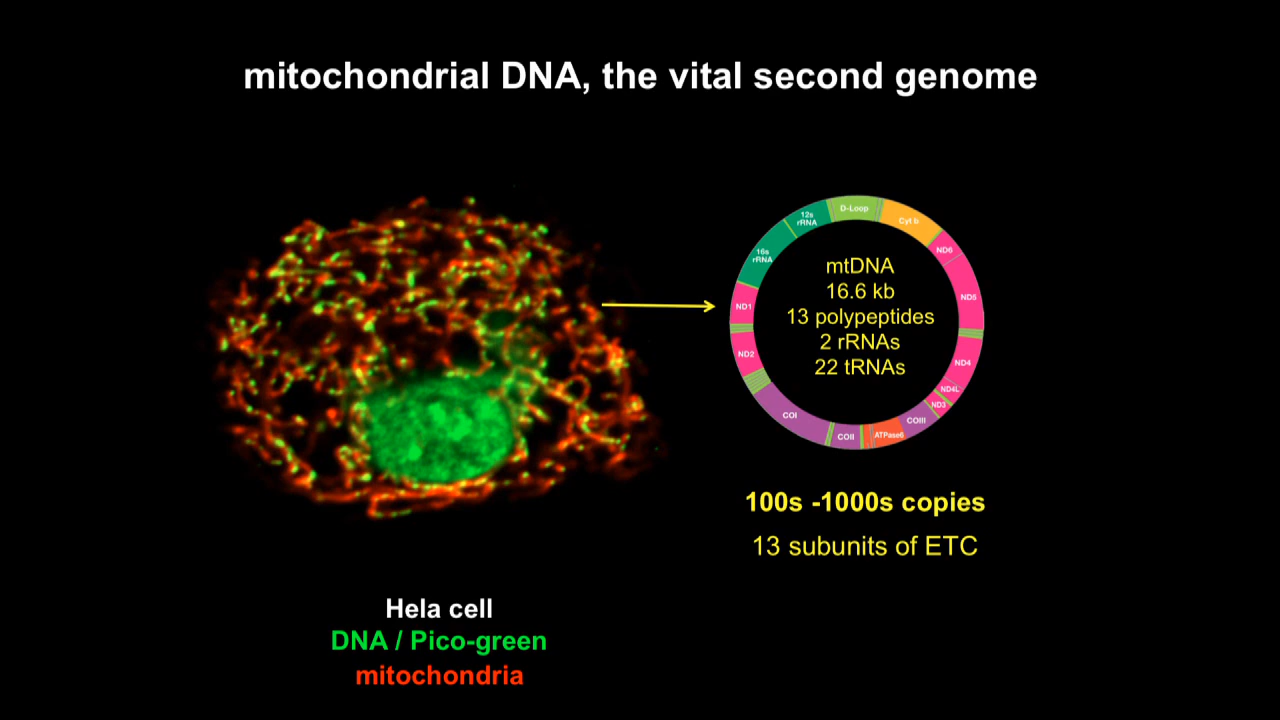 mitochondrial DNA, the vital second genome
D-Loop
Cyt b
ND6
ND5
ND4
ND4L
ND3
COIII
ATPase6
COII
COI
ND2
ND1
16s
rRNA
12s
rRNA
mtDNA
16.6 kb
13 polypeptides
2 rRNAs
22 tRNAs
100s -1000s copies
13 subunits of ETC
Hela cell
DNA / Pico-green
mitochondria